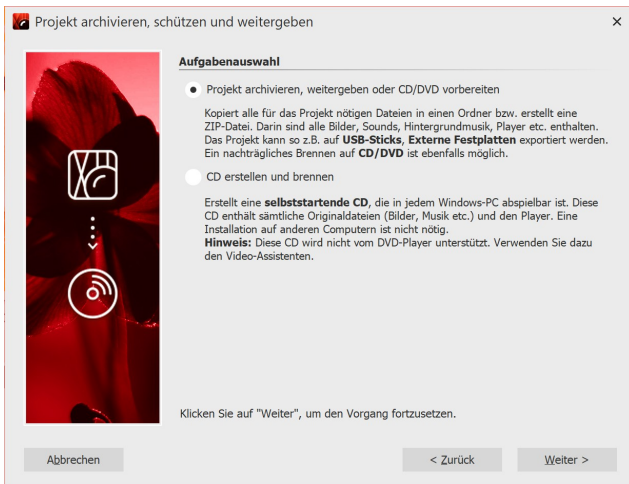 Projekt archivieren, schützen und weitergeben
Aufgabenauswahl
Projekt archivieren, weitergeben oder CD/DVD vorbereiten
Kopiert alle für das Projekt nötigen Dateien in einen Ordner bzw. erstellt eine
ZIP-Datei. Darin sind alle Bilder, Sounds, Hintergrundmusik, Player etc. enthalten.
Das Projekt kann so z.B. auf USB-Sticks, Externe Festplatten exportiert werden.
Ein nachträgliches Brennen auf CD/DVD ist ebenfalls möglich.
CD erstellen und brennen
Erstellt eine selbststartende CD, die in jedem Windows-PC abspielbar ist. Diese
CD enthält sämtliche Originaldateien (Bilder, Musik etc.) und den Player. Eine
Installation auf anderen Computern ist nicht nötig.
Hinweis: Diese CD wird nicht vom DVD-Player unterstützt. Verwenden Sie dazu
den Video-Assistenten.
Klicken Sie auf "Weiter", um den Vorgang fortzusetzen.
Abbrechen
< Zurück
Weiter >